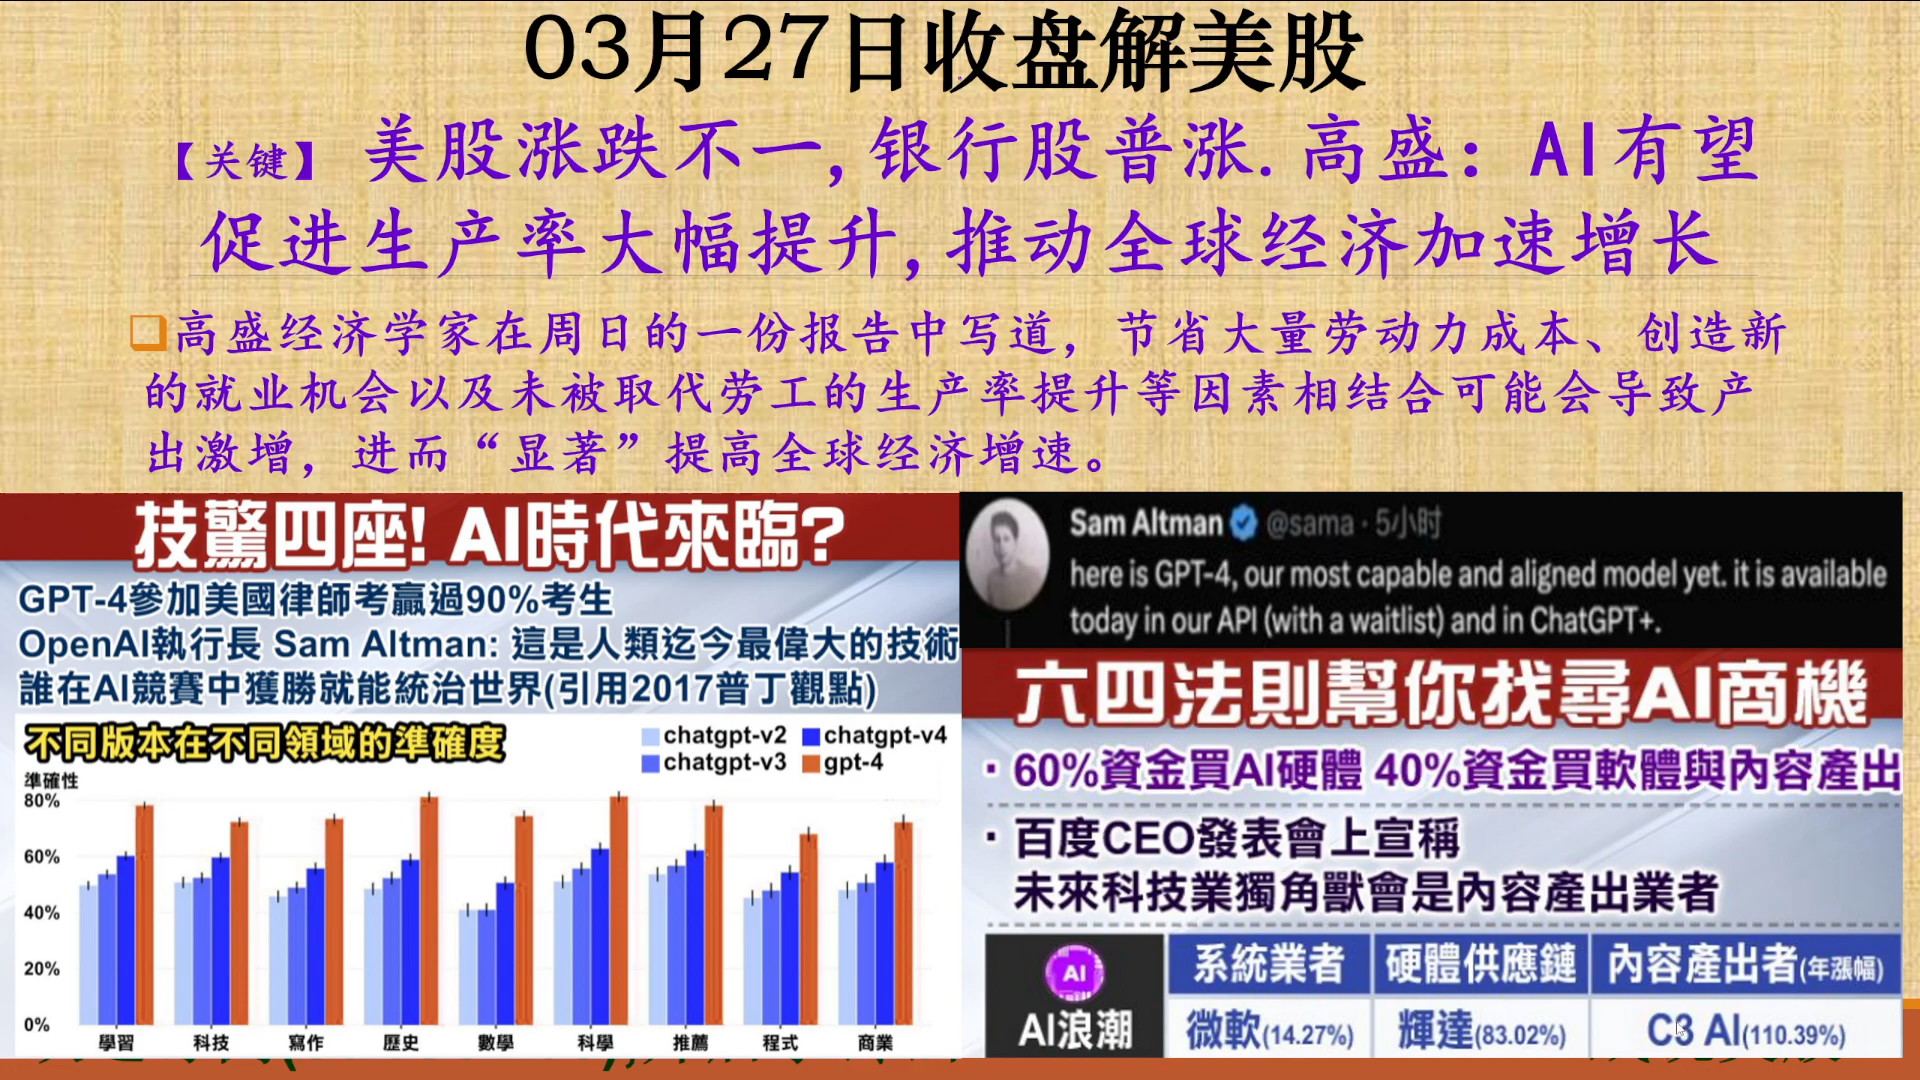 03月27日收盘解美股
【关键】 美股涨跌不一,银行股普涨.高盛：AI有望
促进生产率大幅提升,推动全球经济加速增长
高盛经济学家在周日的一份报告中写道，节省大量劳动力成本、创造新
的就业机会以及未被取代劳工的生产率提升等因素相结合可能会导致产
出激增，进而“显著”提高全球经济增速。
技驚四座! AI時代來臨?
GPT-4參加美國律師考贏過90%考生
OpenAI執行長 Sam Altman: 這是人類迄今最偉大的技術
誰在AI競賽中獲勝就能統治世界(引用2017普丁觀點)
不同版本在不同領域的準確度
chatgpt-v2 chatgpt-v4
chatgpt-v3 gpt-4
準確性
80%
60%
40%
20%
0%
學習 科技 寫作 歷史 數學 科學 推薦 程式 商業
Sam Altman @sama · 5小时
here is GPT-4, our most capable and aligned model yet. it is available
today in our API (with a waitlist) and in ChatGPT+.
六四法則幫你找尋AI商機
· 60%資金買AI硬體 40%資金買軟體與內容產出
· 百度CEO發表會上宣稱
未來科技業獨角獸會是內容產出業者
AI
AI浪潮
系統業者 硬體供應鏈 內容產出者(年漲幅)
微軟(14.27%) 輝達(83.02%) C3 AI(110.39%)